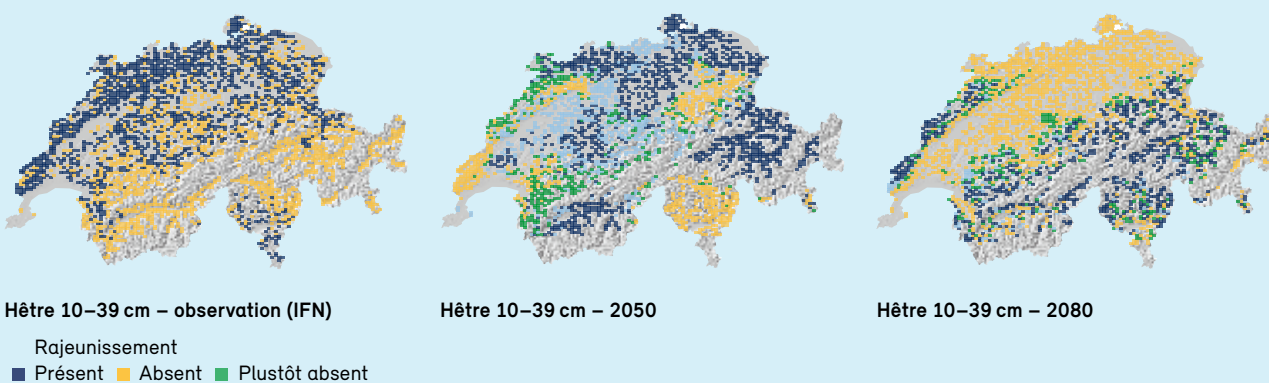 Hêtre 10–39 cm – observation (IFN)
Hêtre 10–39 cm – 2050
Hêtre 10–39 cm – 2080
Rajeunissement
Présent Absent Plustôt absent